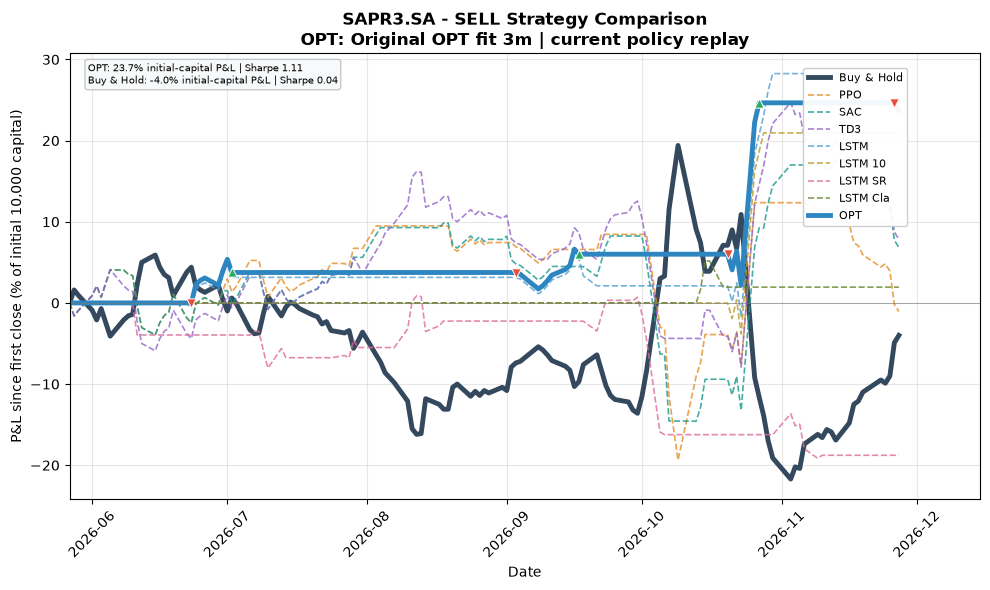 SAPR3.SA - SELL Strategy Comparison
OPT: Original OPT fit 3m | current policy replay
OPT: 23.7% initial-capital P&L | Sharpe 1.11
Buy & Hold: -4.0% initial-capital P&L | Sharpe 0.04
Buy & Hold
PPO
SAC
TD3
LSTM
LSTM 10
LSTM SR
LSTM Cla
OPT
P&L since first close (% of initial 10,000 capital)
30
20
10
0
−10
−20
2026-06
2026-07
2026-08
2026-09
2026-10
2026-11
2026-12
Date